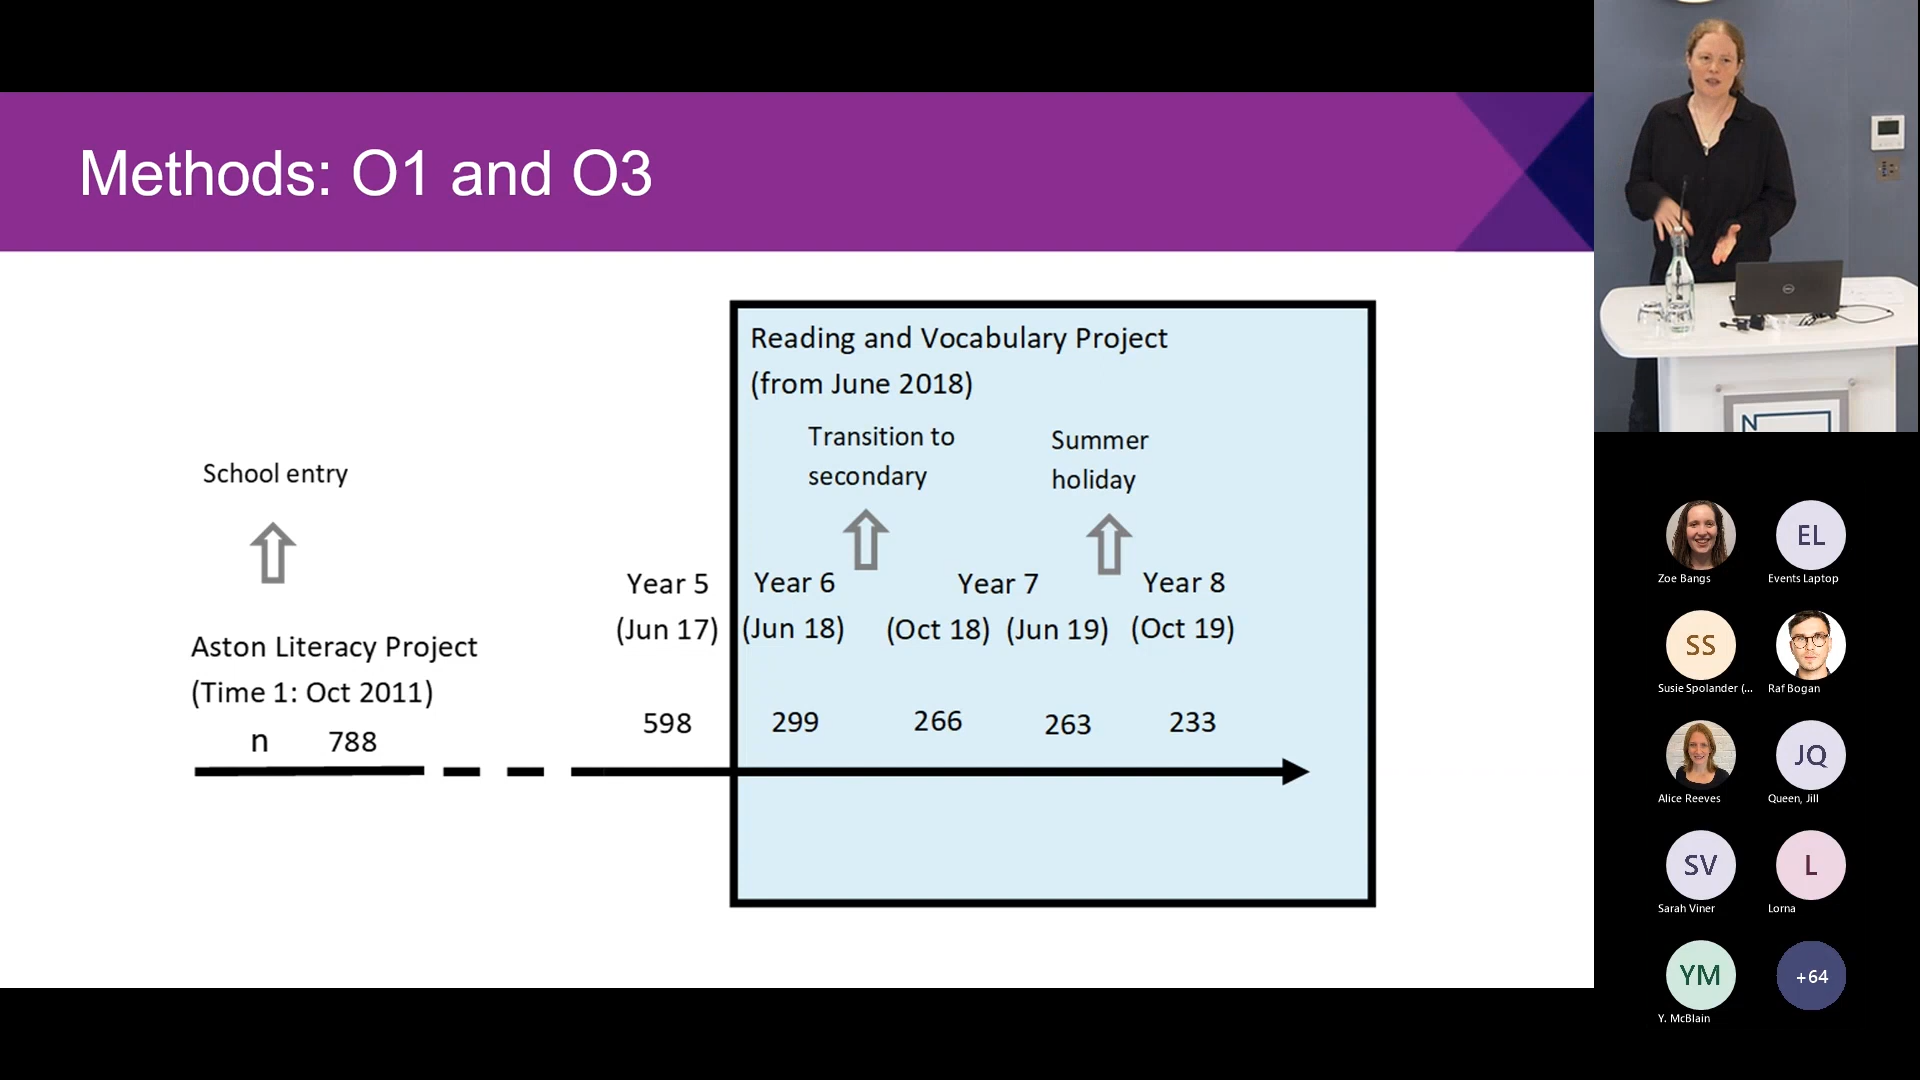 Methods: O1 and O3
Reading and Vocabulary Project
(from June 2018)
Transition to
secondary
Summer
holiday
School entry
Year 5
Year 6
Year 7
Year 8
(Jun 17)
(Jun 18)
(Oct 18)
(Jun 19)
(Oct 19)
Aston Literacy Project
(Time 1: Oct 2011)
n 788
598
299
266
263
233
N
Zoe Bangs
EL
Events Laptop
SS
Susie Spolander (...
Raf Bogan
Alice Reeves
JQ
Queen, Jill
SV
Sarah Viner
L
Lorna
YM
Y. McBlain
+64